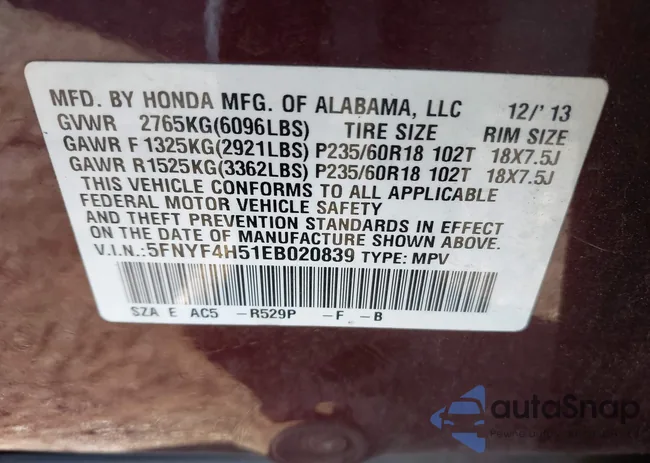 MFD. BY HONDA MFG. OF ALABAMA, LLC 12/'13
GVWR 2765KG(6096LBS) TIRE SIZE RIM SIZE
GAWR F 1325KG(2921LBS) P235/60R18 102T 18X7.5J
GAWR R1525KG(3362LBS) P235/60R18 102T 18X7.5J
THIS VEHICLE CONFORMS TO ALL APPLICABLE
FEDERAL MOTOR VEHICLE SAFETY
AND THEFT PREVENTION STANDARDS IN EFFECT
ON THE DATE OF MANUFACTURE SHOWN ABOVE.
V.I.N.:5FNYF4H51EB020839 TYPE: MPV
SZA E AC5 -R529P -F -B
autoSnap